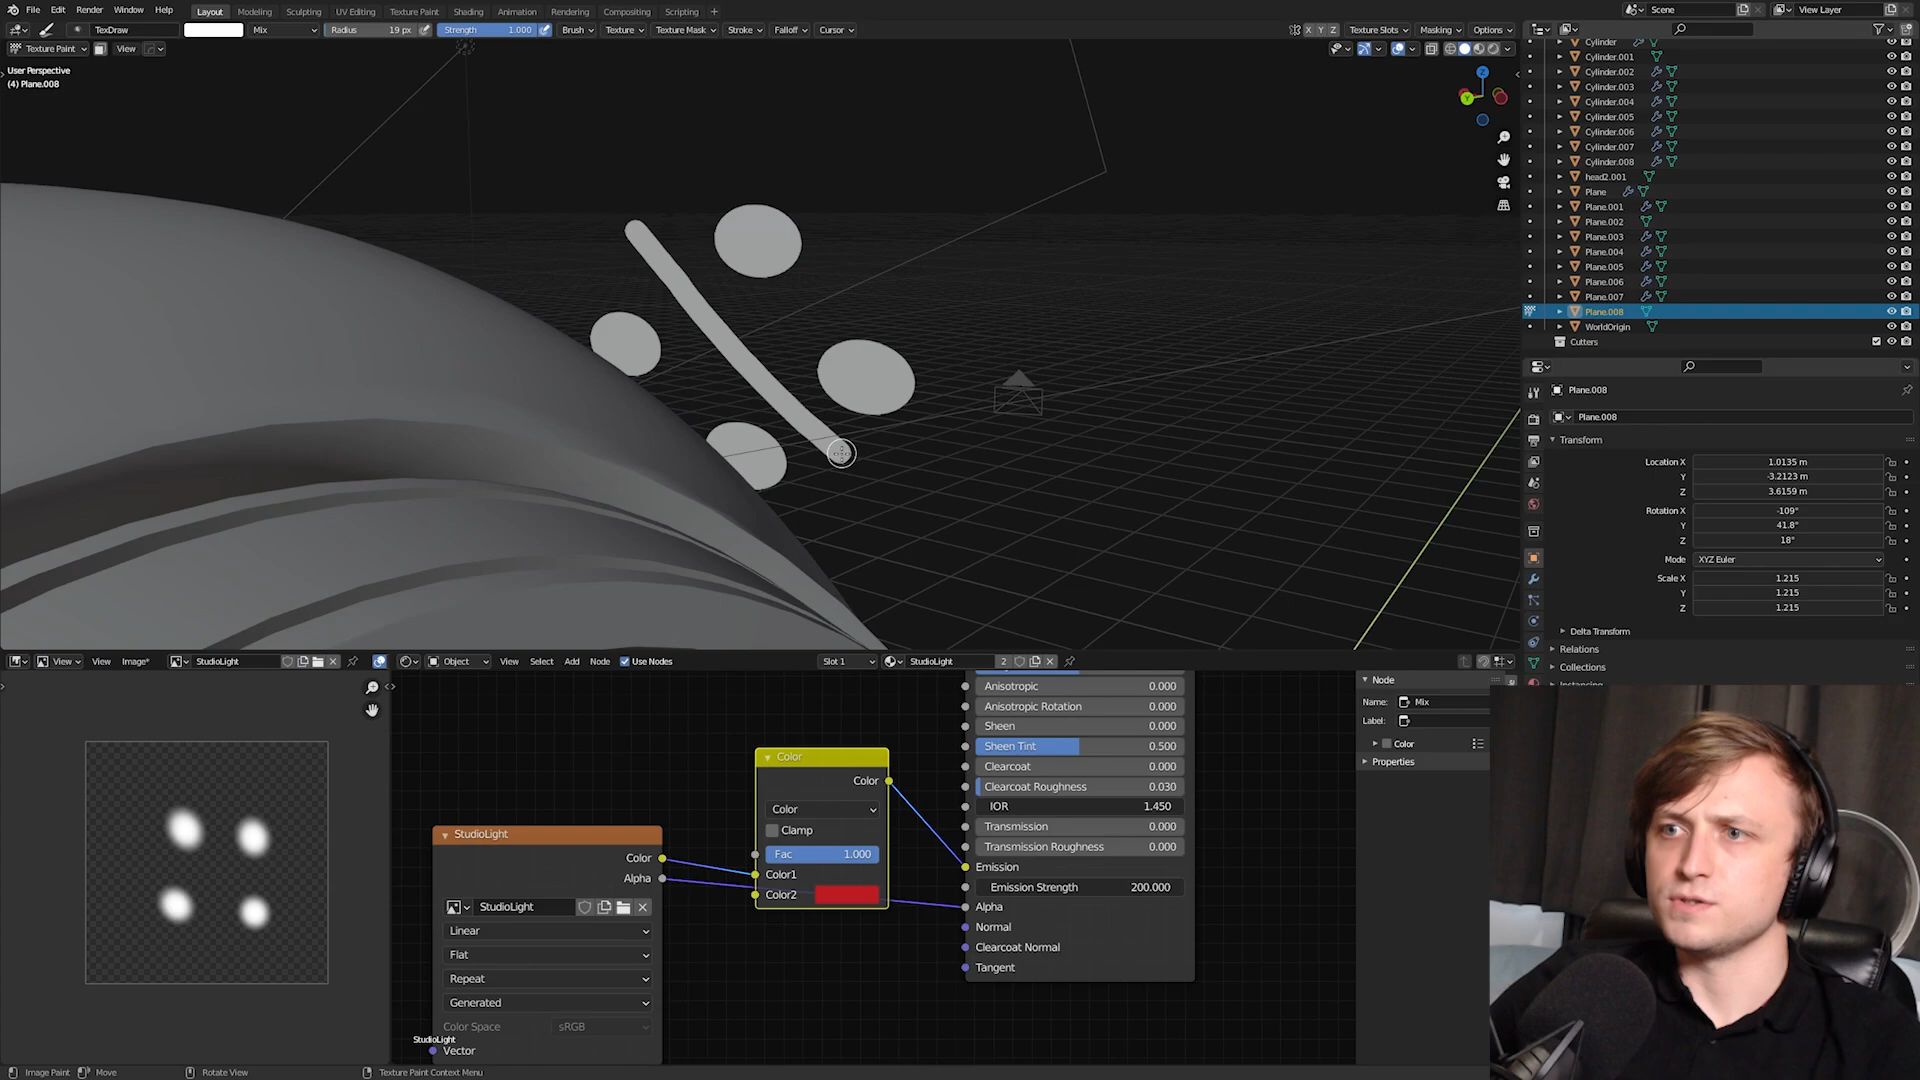 File Edit Render Window Help Layout Modeling Sculpting UV Editing Texture Paint Shading Animation Rendering Compositing Scripting + Scene View Layer
TexDraw Mix Radius 19 px Strength 1.000 Brush Texture Texture Mask Stroke Falloff Cursor X Y Z Texture Slots Masking Options
Texture Paint View
User Perspective
(4) Plane.008
Z
Y
Cylinder
Cylinder.001
Cylinder.002
Cylinder.003
Cylinder.004
Cylinder.005
Cylinder.006
Cylinder.007
Cylinder.008
head2.001
Plane
Plane.001
Plane.002
Plane.003
Plane.004
Plane.005
Plane.006
Plane.007
Plane.008
WorldOrigin
Cutters
Plane.008
Plane.008
Transform
Location X 1.0135 m
Y -3.2123 m
Z 3.6159 m
Rotation X -109°
Y 41.8°
Z 18°
Mode XYZ Euler
Scale X 1.215
Y 1.215
Z 1.215
Delta Transform
Relations
Collections
Instancing
View View Image* StudioLight Object View Select Add Node Use Nodes Slot 1 StudioLight 2
Anisotropic 0.000
Anisotropic Rotation 0.000
Sheen 0.000
Sheen Tint 0.500
Clearcoat 0.000
Clearcoat Roughness 0.030
IOR 1.450
Transmission 0.000
Transmission Roughness 0.000
Emission
Emission Strength 200.000
Alpha
Normal
Clearcoat Normal
Tangent
Color
Color
Color
Clamp
Fac 1.000
Color1
Color2
StudioLight
Color
Alpha
StudioLight
Linear
Flat
Repeat
Generated
Color Space sRGB
StudioLight
Vector
Node
Name: Mix
Label:
Color
Properties
Image Paint Move Rotate View Texture Paint Context Menu